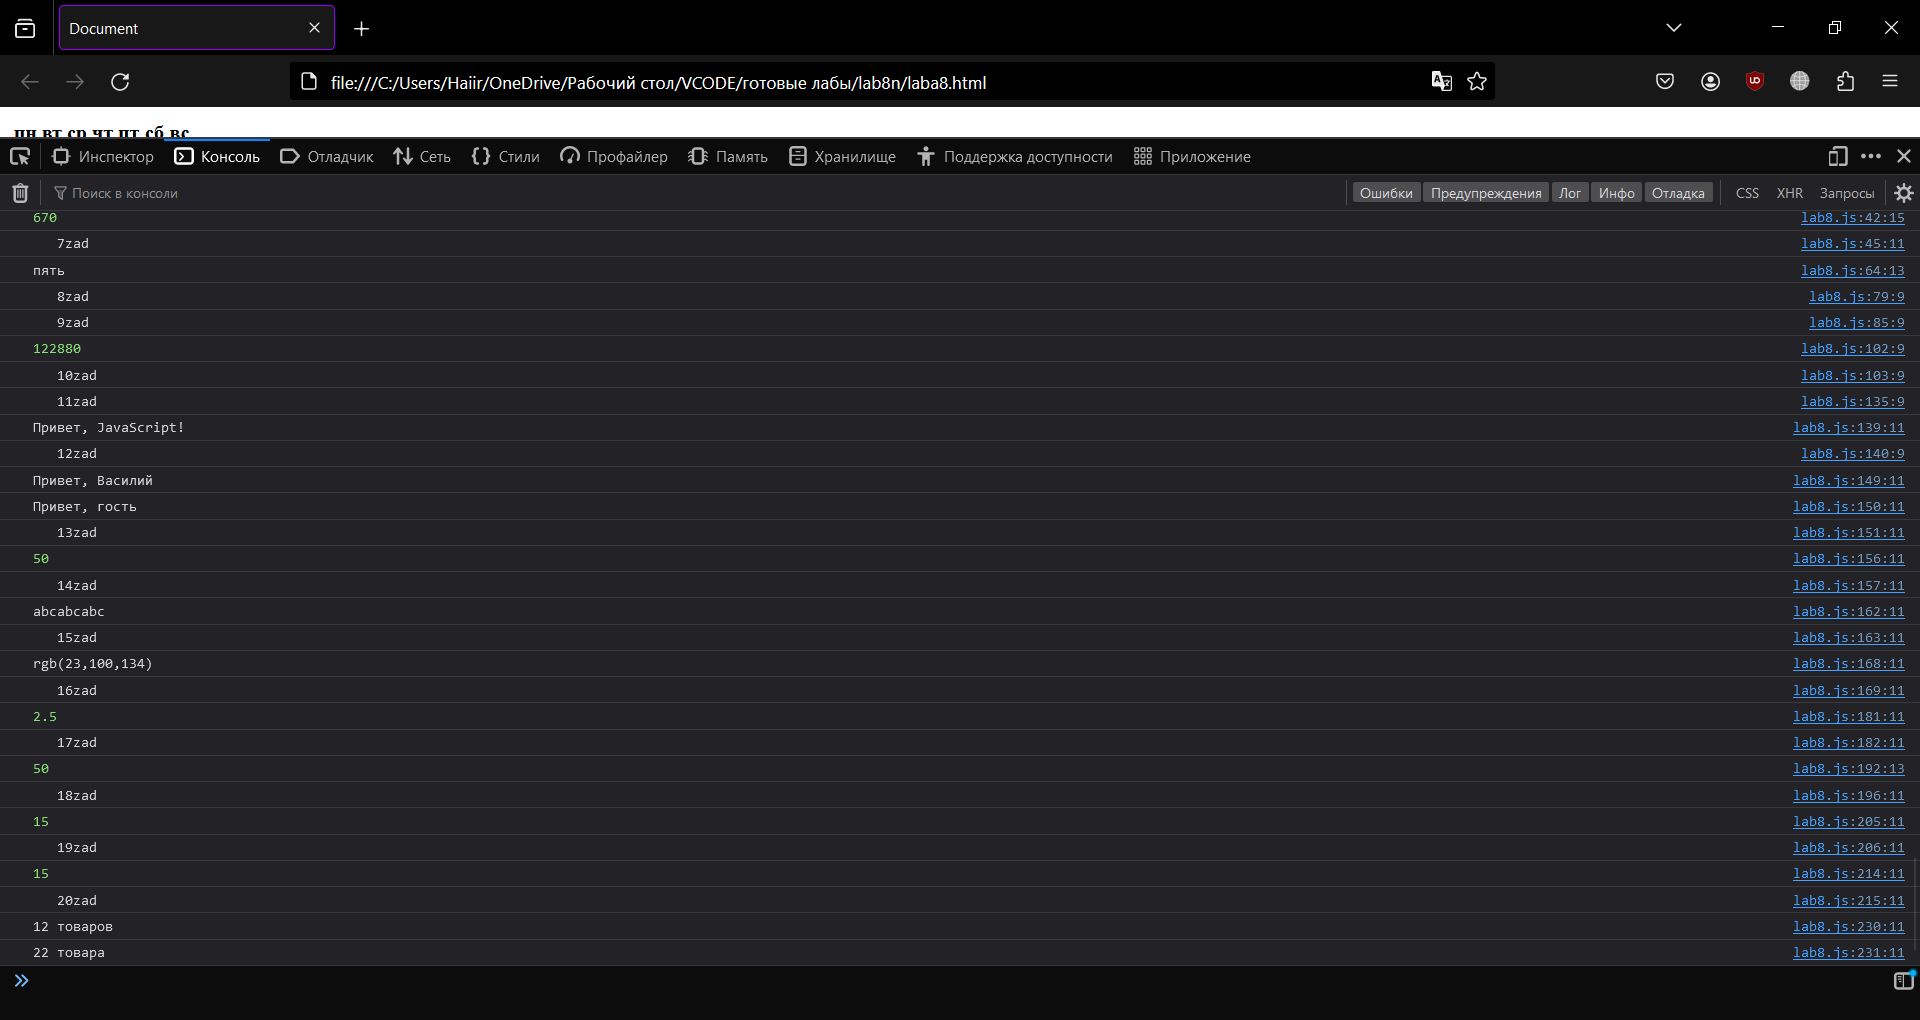 Document
file:///C:/Users/Haiir/OneDrive/Рабочий стол/VCODE/готовые лабы/lab8n/laba8.html
пн вт ср чт пт сб вс
Инспектор Консоль Отладчик Сеть Стили Профайлер Память Хранилище Поддержка доступности Приложение
Поиск в консоли Ошибки Предупреждения Лог Инфо Отладка CSS XHR Запросы
670 lab8.js:42:15
7zad lab8.js:45:11
пять lab8.js:64:13
8zad lab8.js:79:9
9zad lab8.js:85:9
122880 lab8.js:102:9
10zad lab8.js:103:9
11zad lab8.js:135:9
Привет, JavaScript! lab8.js:139:11
12zad lab8.js:140:9
Привет, Василий lab8.js:149:11
Привет, гость lab8.js:150:11
13zad lab8.js:151:11
50 lab8.js:156:11
14zad lab8.js:157:11
abcabcabc lab8.js:162:11
15zad lab8.js:163:11
rgb(23,100,134) lab8.js:168:11
16zad lab8.js:169:11
2.5 lab8.js:181:11
17zad lab8.js:182:11
50 lab8.js:192:13
18zad lab8.js:196:11
15 lab8.js:205:11
19zad lab8.js:206:11
15 lab8.js:214:11
20zad lab8.js:215:11
12 товаров lab8.js:230:11
22 товара lab8.js:231:11